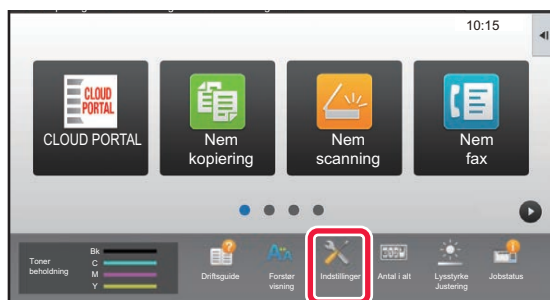 10:15
CLOUD
PORTAL
CLOUD PORTAL
Nem
kopiering
Nem
scanning
Nem
fax
Toner
beholdning
Bk
C
M
Y
Driftsguide
Forstør
visning
Indstillinger
Antal i alt
Lysstyrke
Justering
Jobstatus